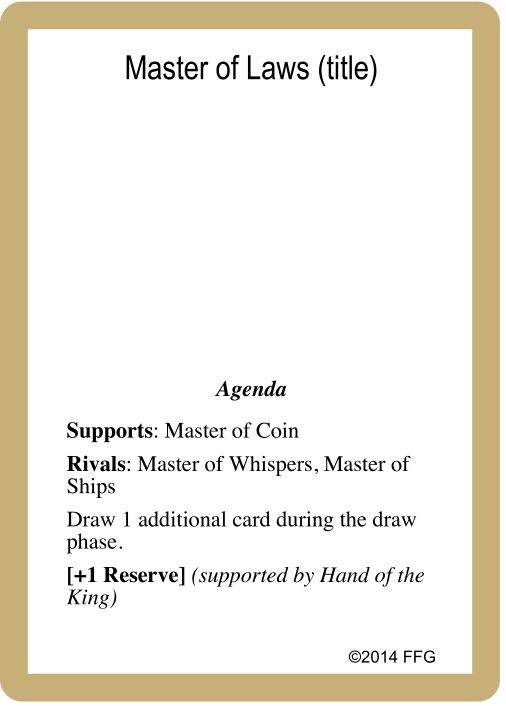 Master of Laws (title)
Agenda
Supports: Master of Coin
Rivals: Master of Whispers, Master of
Ships
Draw 1 additional card during the draw
phase.
[+1 Reserve] (supported by Hand of the
King)
©2014 FFG